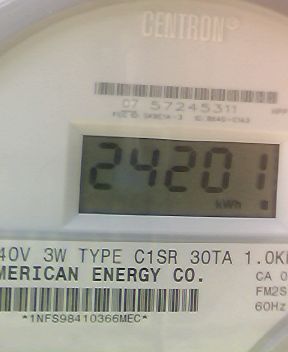 CENTRON®
C7 57245311
24201
kWh
40V 3W TYPE C1SR 30TA 1.0K
MERICAN ENERGY CO.
CA 0
FM2S
60Hz
*1NFS98410366MEC*